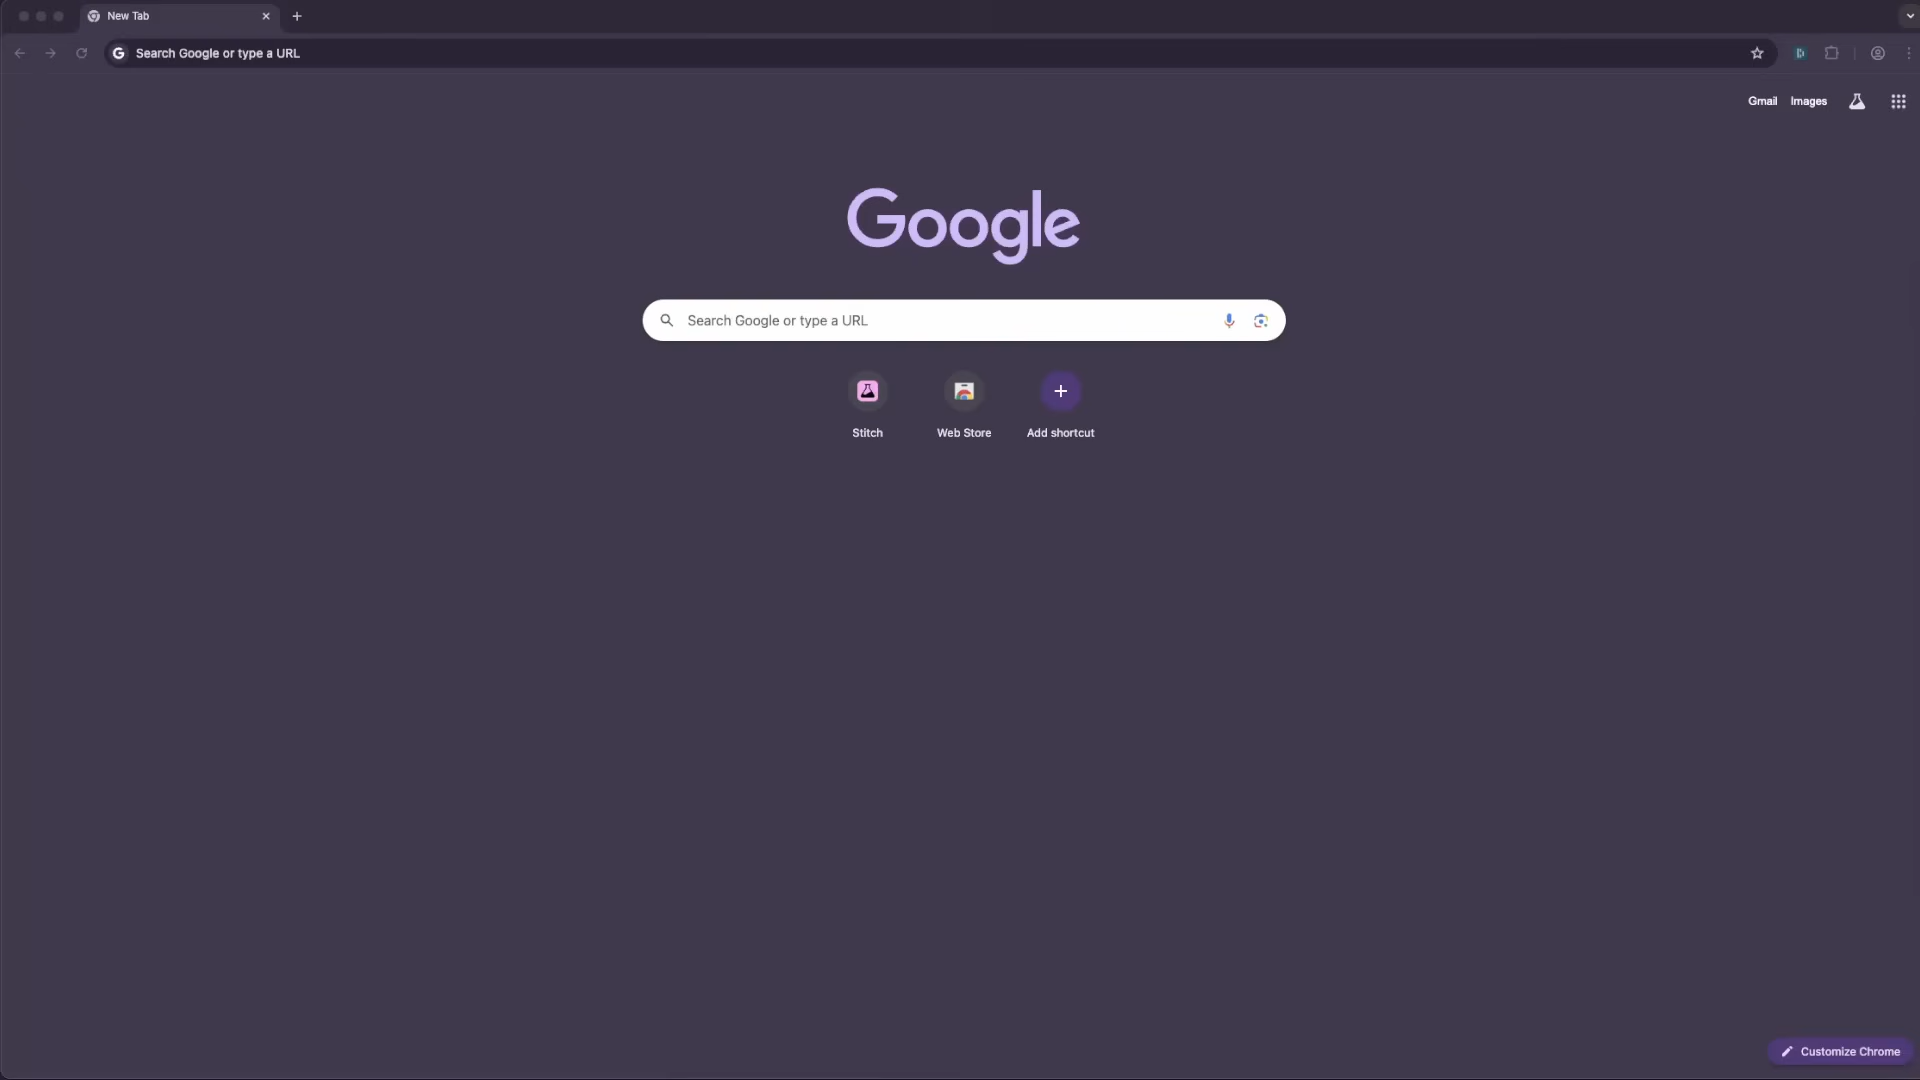 New Tab
Search Google or type a URL
Gmail Images
Google
Search Google or type a URL
Stitch Web Store Add shortcut
Customize Chrome